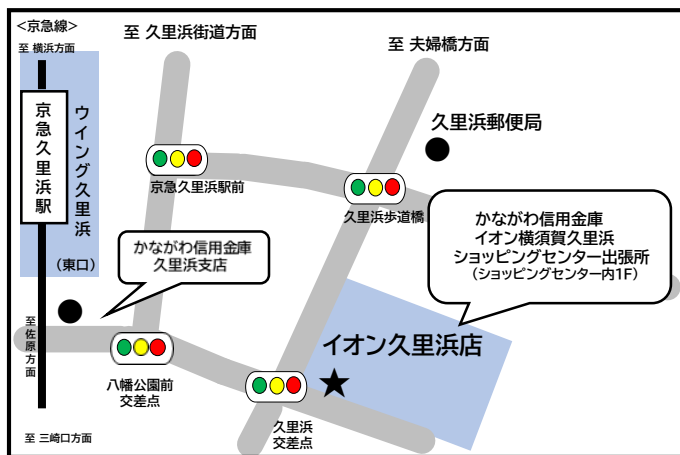 <京急線>
至 横浜方面
京急久里浜駅
ウイング久里浜
(東口)
至 久里浜街道方面
至 夫婦橋方面
久里浜郵便局
京急久里浜駅前
久里浜歩道橋
かながわ信用金庫
久里浜支店
かながわ信用金庫
イオン横須賀久里浜
ショッピングセンター出張所
(ショッピングセンター内1F)
至佐原方面
イオン久里浜店
★
八幡公園前
交差点
久里浜
交差点
至 三崎口方面